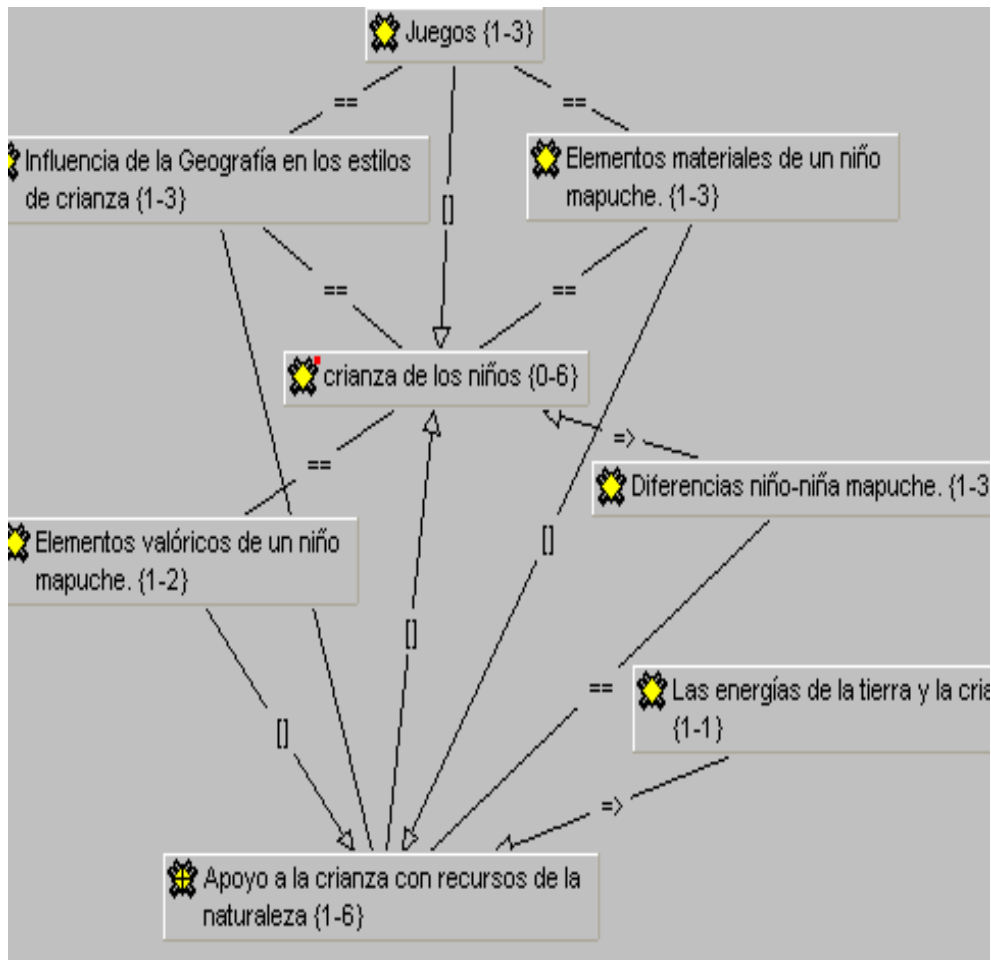 Juegos {1-3}
==
==
Influencia de la Geografía en los estilos
de crianza {1-3}
Elementos materiales de un niño
mapuche. {1-3}
[]
==
==
crianza de los niños {0-6}
==
=>
Diferencias niño-niña mapuche. {1-3
Elementos valóricos de un niño
mapuche. {1-2}
[]
[]
==
Las energías de la tierra y la cria
{1-1}
[]
=>
Apoyo a la crianza con recursos de la
naturaleza {1-6}